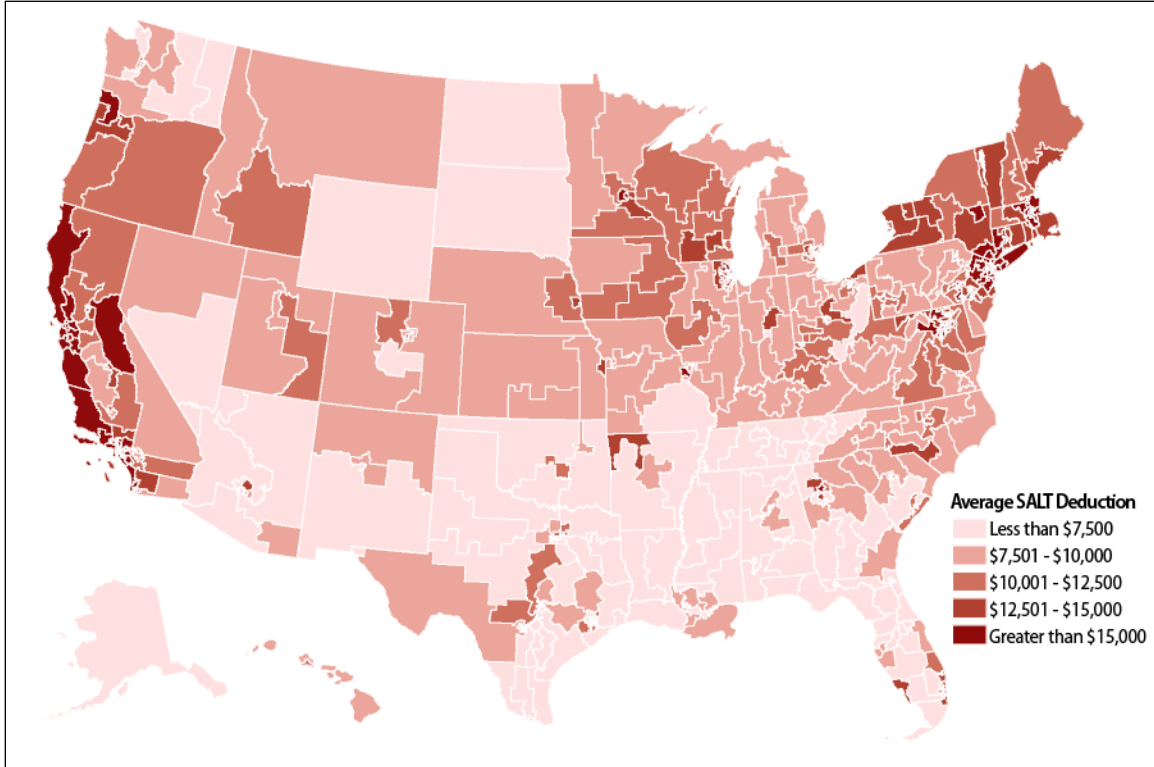 Average SALT Deduction
Less than $7,500
$7,501 - $10,000
$10,001 - $12,500
$12,501 - $15,000
Greater than $15,000